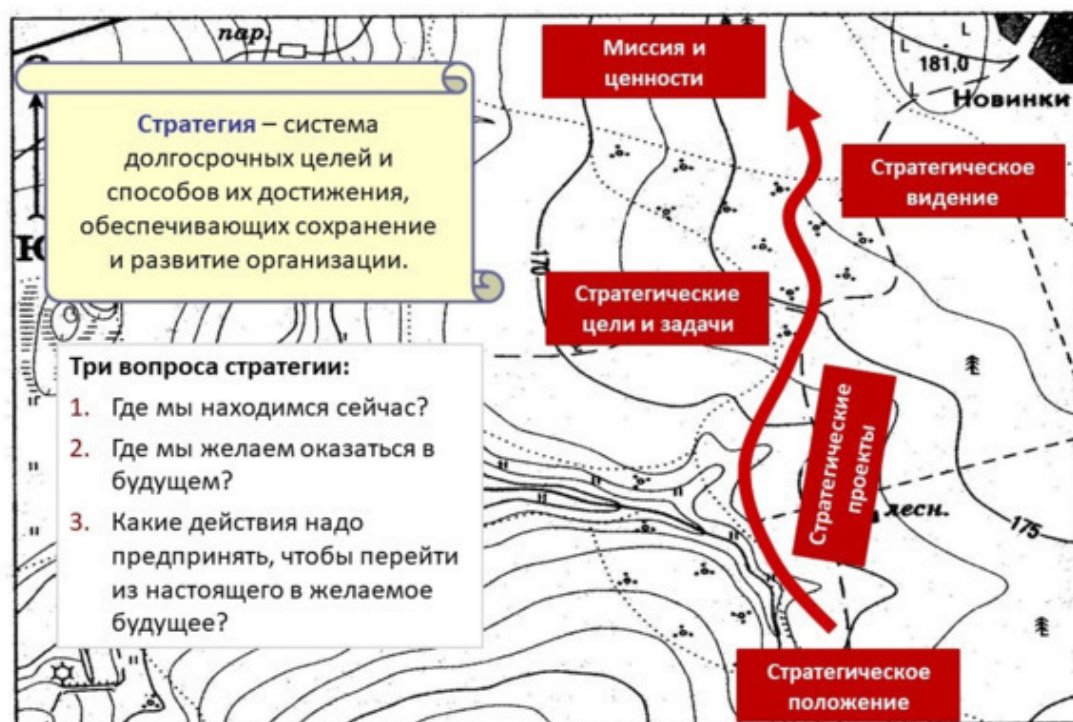 пар.
Миссия и
ценности
181,0
Новинки
Стратегия – система
долгосрочных целей и
способов их достижения,
обеспечивающих сохранение
и развитие организации.
Ю
Стратегическое
видение
170
Стратегические
цели и задачи
Три вопроса стратегии:
1. Где мы находимся сейчас?
2. Где мы желаем оказаться в
будущем?
3. Какие действия надо
предпринять, чтобы перейти
из настоящего в желаемое
будущее?
Стратегические
проекты
лесн.
175
Стратегическое
положение